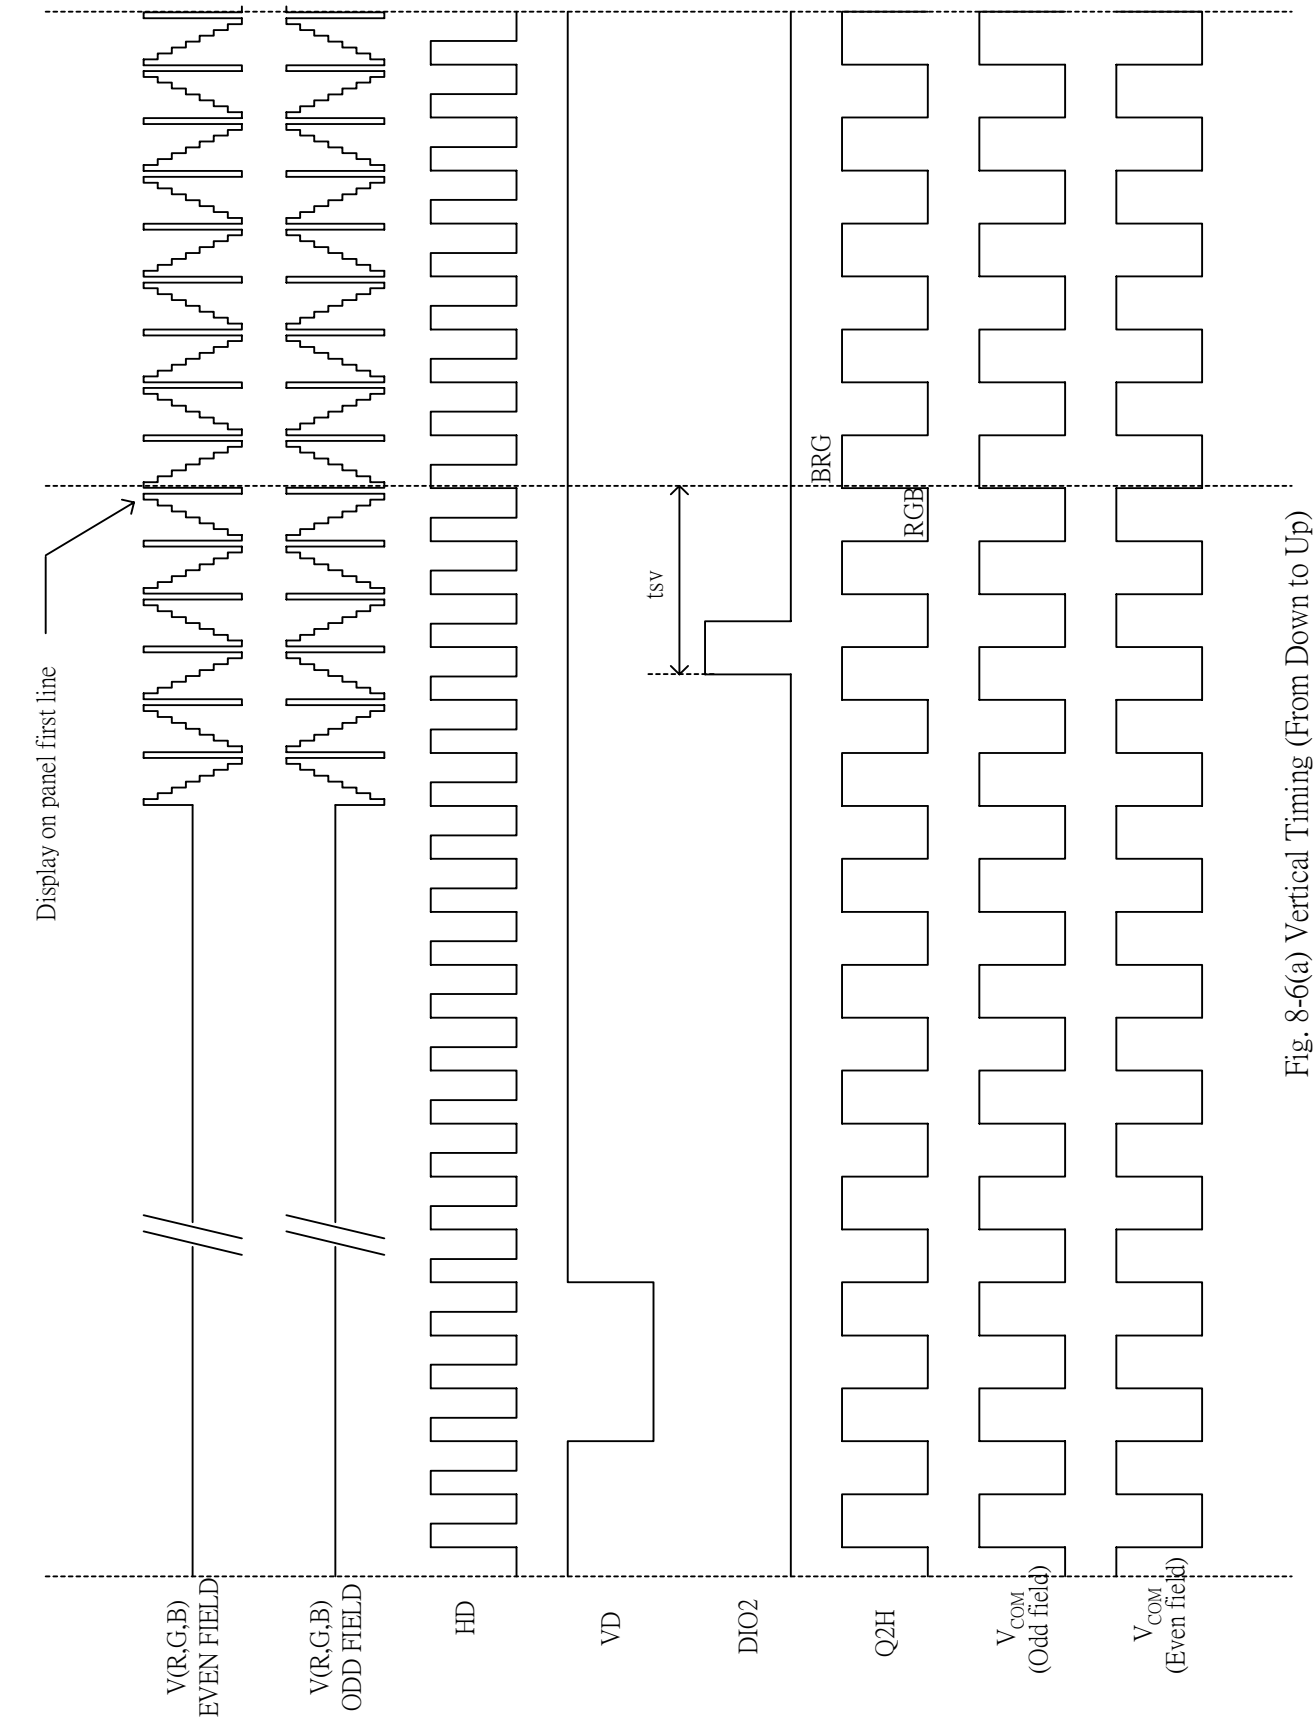 Display on panel first line
V(R,G,B)
EVEN FIELD
V(R,G,B)
ODD FIELD
HD
VD
tsv
DIO2
BRG
RGB
Q2H
VCOM
(Odd field)
VCOM
(Even field)
Fig. 8-6(a) Vertical Timing (From Down to Up)